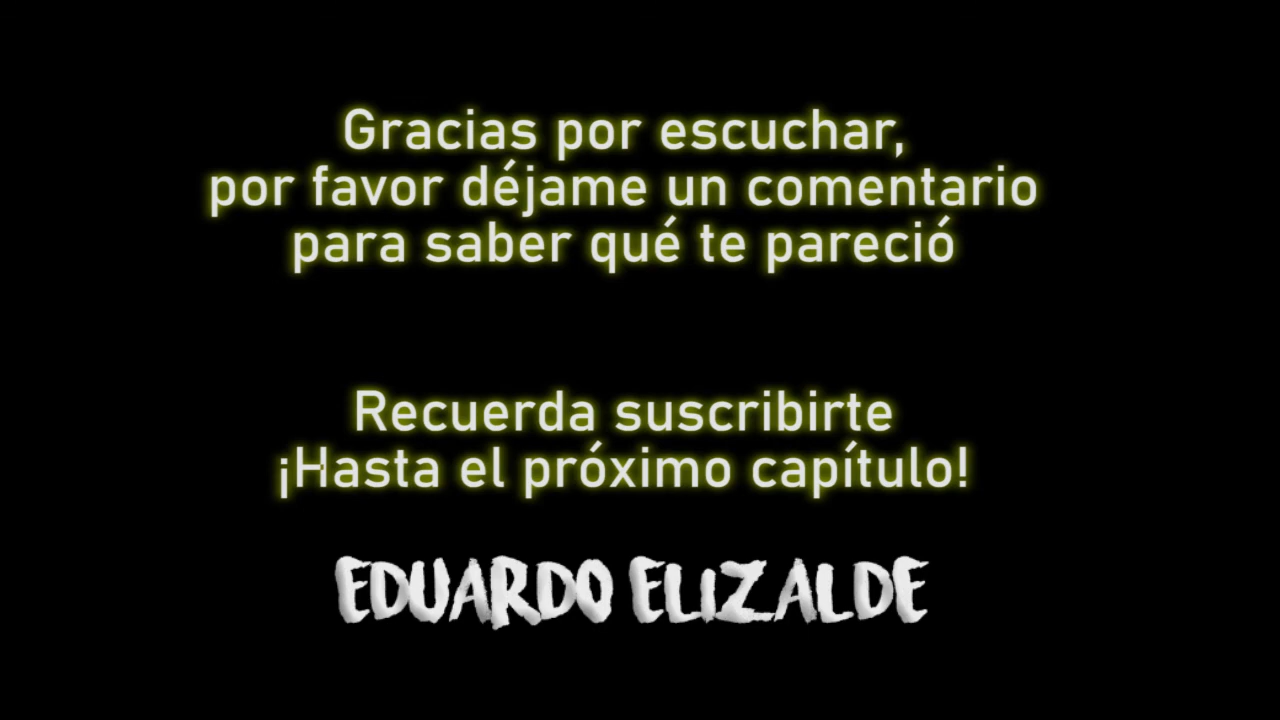 Gracias por escuchar,
por favor déjame un comentario
para saber qué te pareció
Recuerda suscribirte
¡Hasta el próximo capítulo!
EDUARDO ELIZALDE